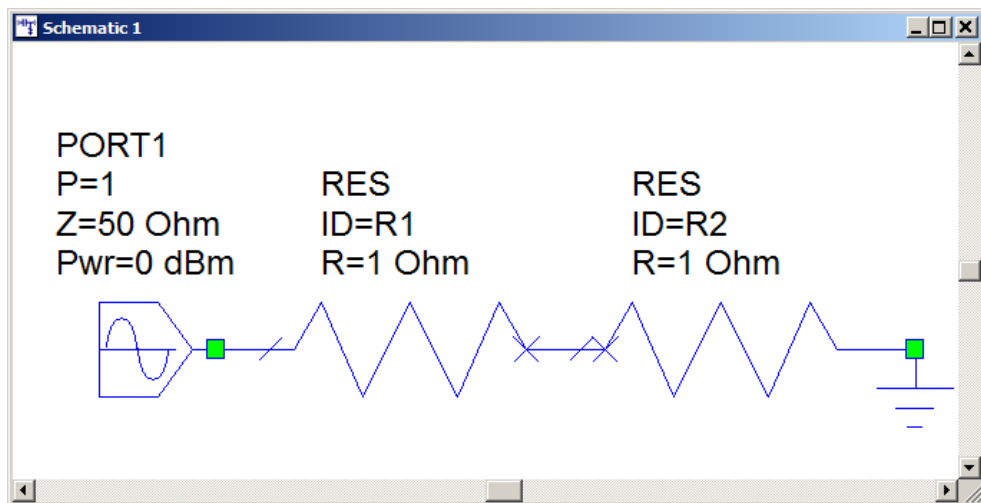 Schematic 1
PORT1
P=1
Z=50 Ohm
Pwr=0 dBm
RES
ID=R1
R=1 Ohm
RES
ID=R2
R=1 Ohm